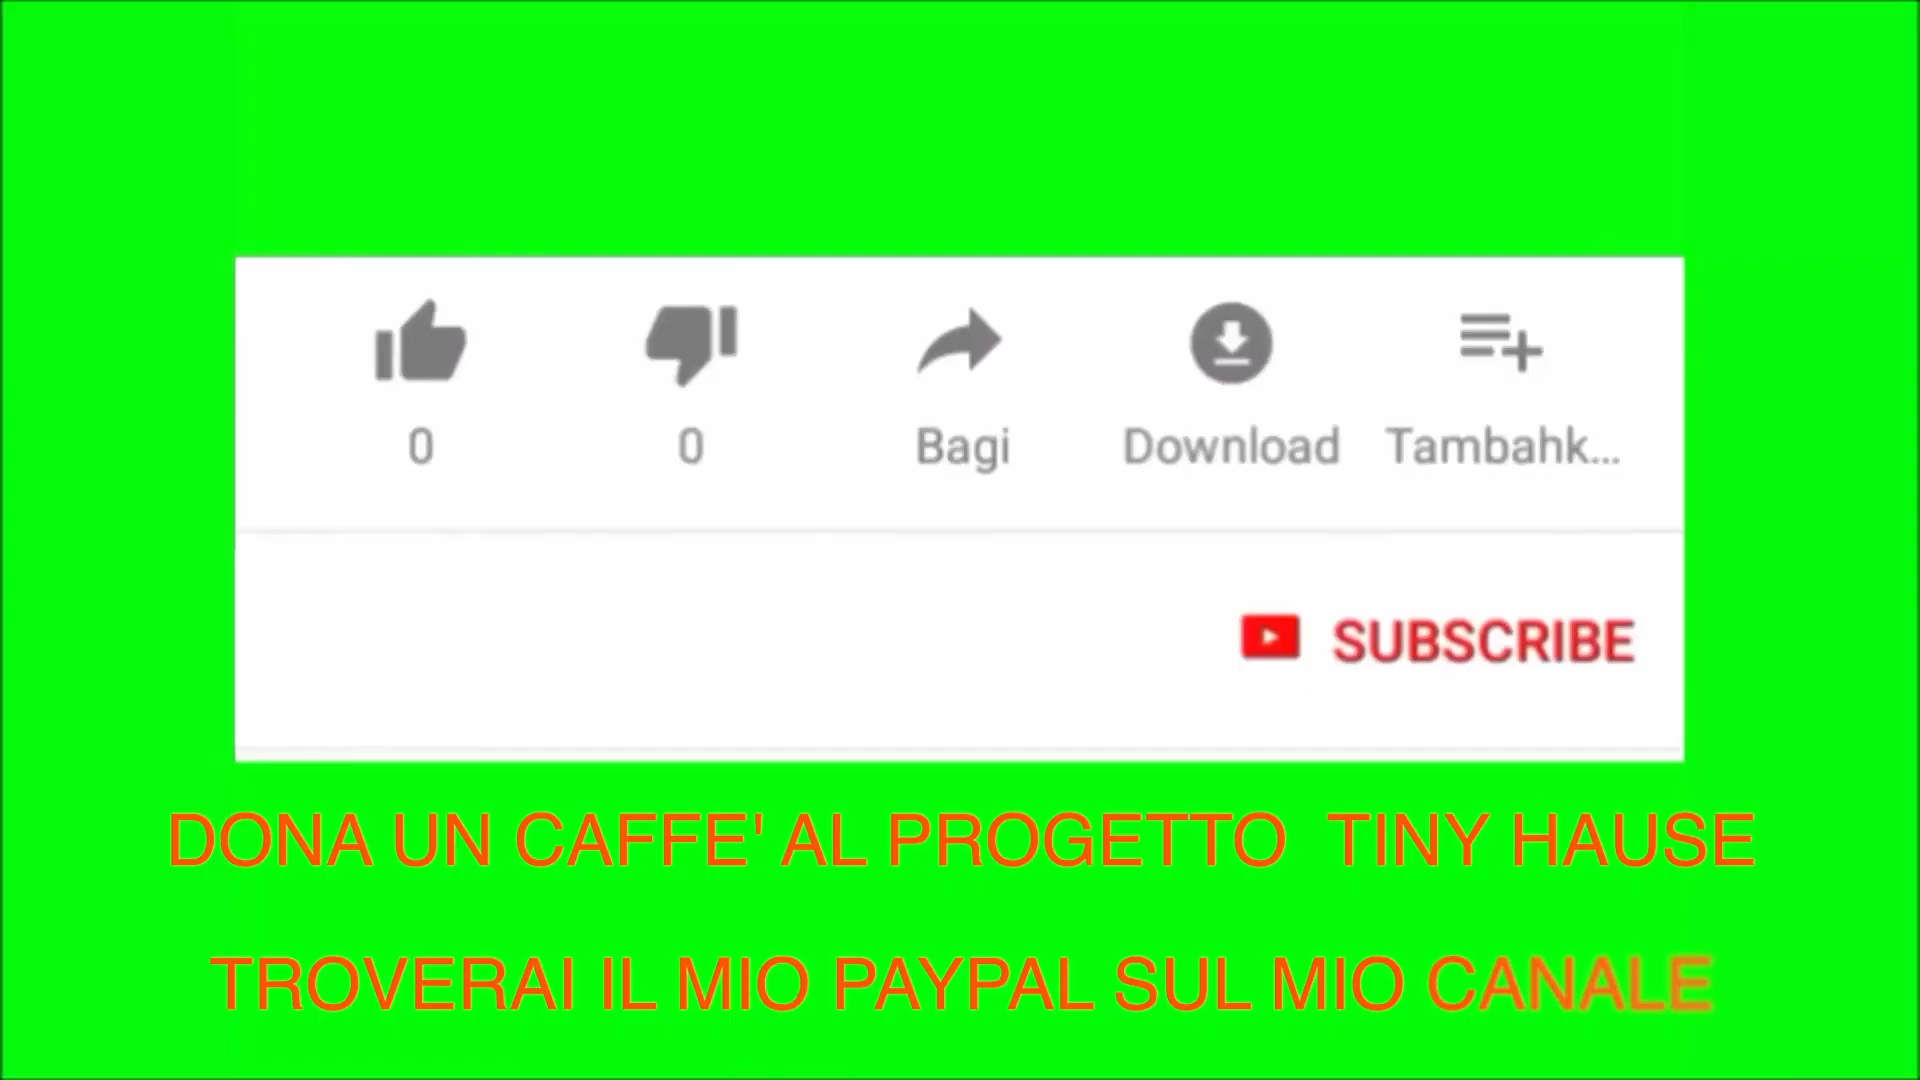 0 0 Bagi Download Tambahk...
SUBSCRIBE
DONA UN CAFFE' AL PROGETTO TINY HAUSE
TROVERAI IL MIO PAYPAL SUL MIO CANALE